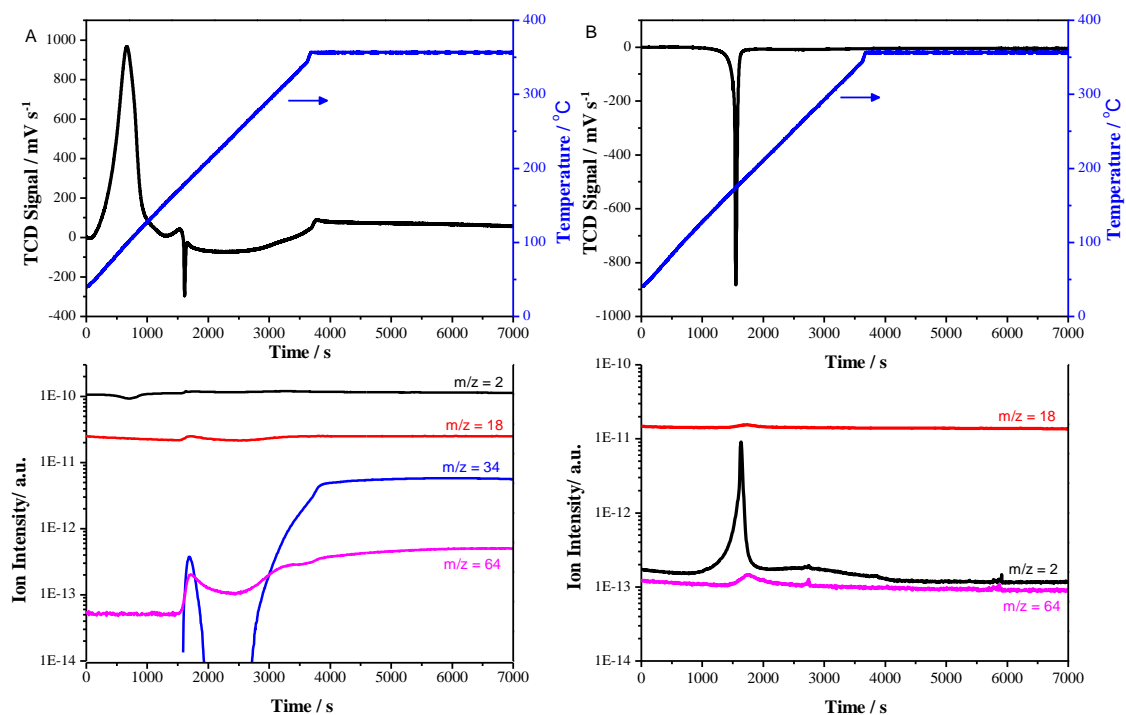 A
TCD Signal / mV s-1
1000
800
600
400
200
0
-200
-400
0 1000 2000 3000 4000 5000 6000 7000
Time / s
400
300
200
100
0
Temperature / °C
B
TCD Signal / mV s-1
0
-200
-400
-600
-800
-1000
0 1000 2000 3000 4000 5000 6000 7000
Time / s
400
300
200
100
0
Temperature / °C
Ion Intensity/ a.u.
1E-10
1E-11
1E-12
1E-13
1E-14
m/z = 2
m/z = 18
m/z = 34
m/z = 64
0 1000 2000 3000 4000 5000 6000 7000
Time / s
Ion Intensity/ a.u.
1E-10
1E-11
1E-12
1E-13
1E-14
m/z = 18
m/z = 2
m/z = 64
0 1000 2000 3000 4000 5000 6000 7000
Time / s